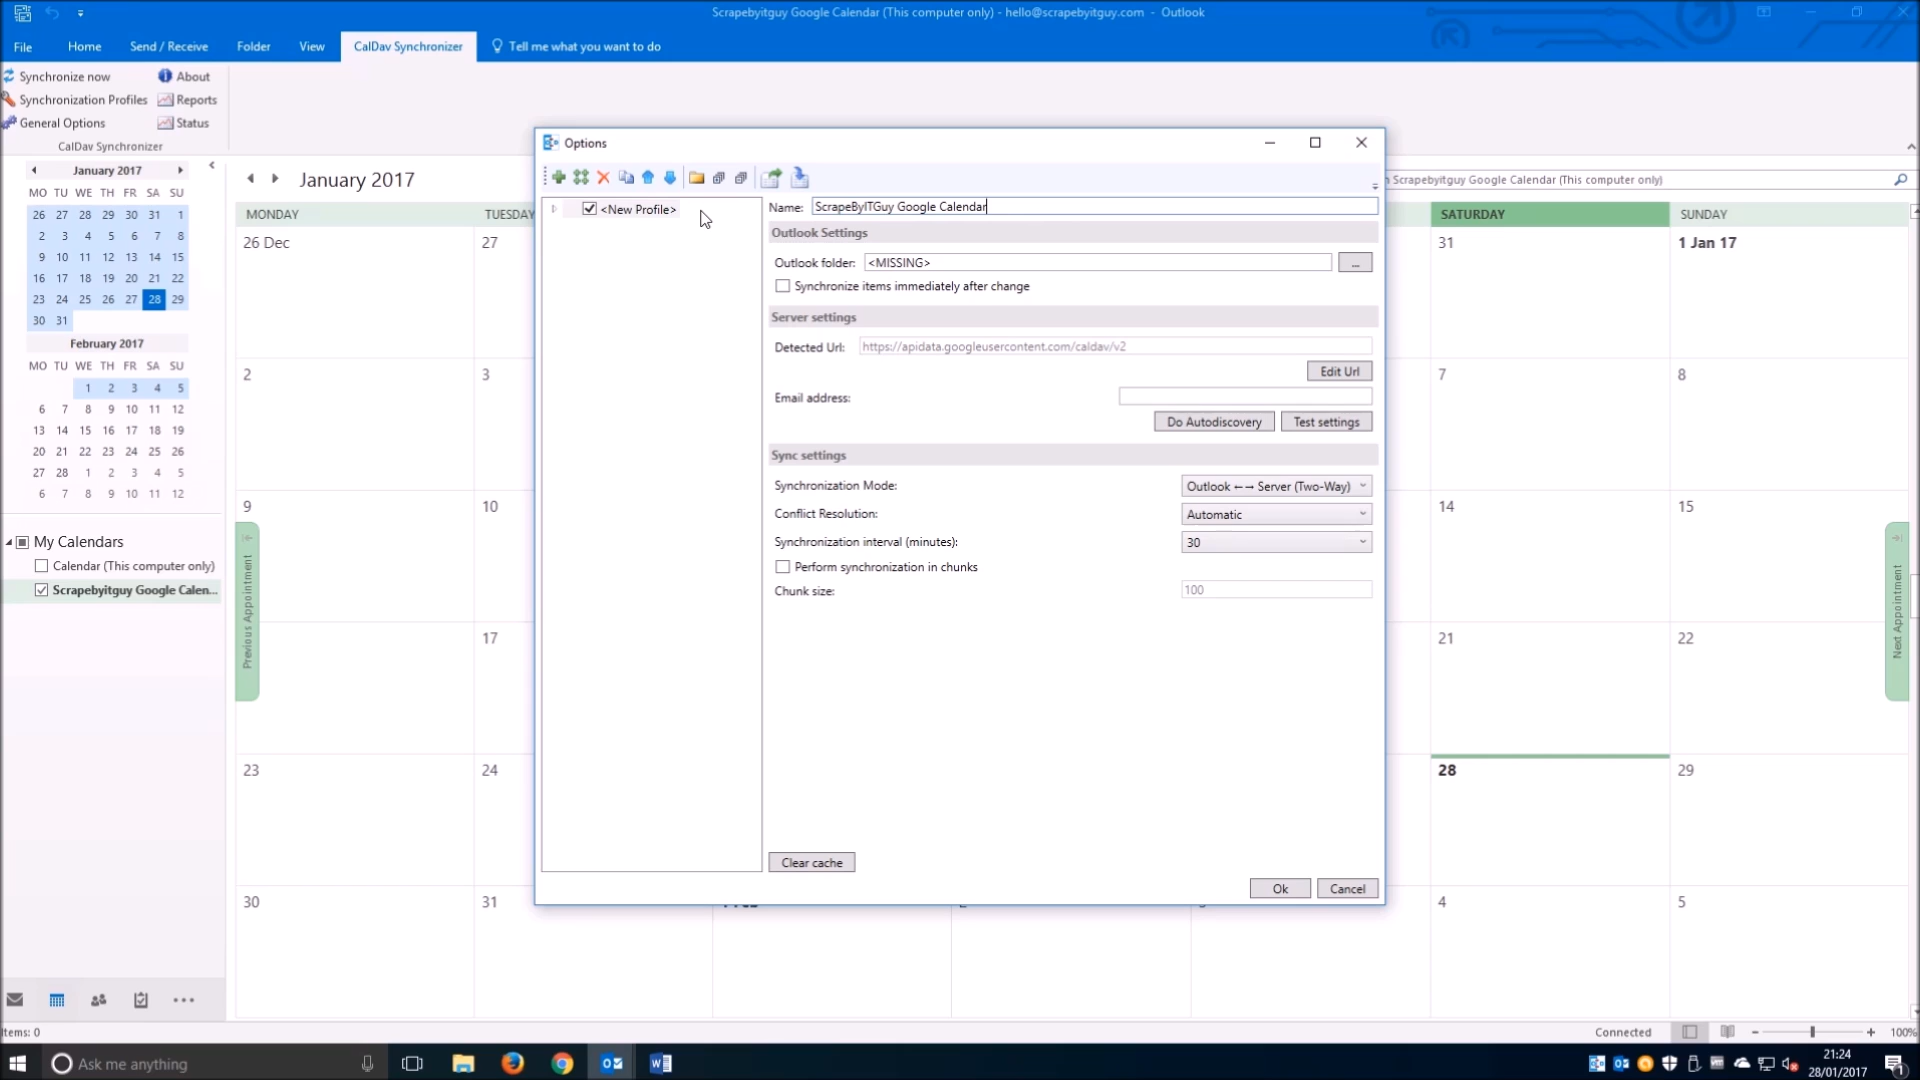 Scrapebyitguy Google Calendar (This computer only) - hello@scrapebyitguy.com - Outlook
File Home Send / Receive Folder View CalDav Synchronizer Tell me what you want to do
Synchronize now About
Synchronization Profiles Reports
General Options Status
CalDav Synchronizer
January 2017
MO TU WE TH FR SA SU
26 27 28 29 30 31 1
2 3 4 5 6 7 8
9 10 11 12 13 14 15
16 17 18 19 20 21 22
23 24 25 26 27 28 29
30 31
February 2017
MO TU WE TH FR SA SU
1 2 3 4 5
6 7 8 9 10 11 12
13 14 15 16 17 18 19
20 21 22 23 24 25 26
27 28 1 2 3 4 5
6 7 8 9 10 11 12
My Calendars
Calendar (This computer only)
Scrapebyitguy Google Calen...
Items: 0
January 2017
Scrapebyitguy Google Calendar (This computer only)
MONDAY TUESDAY SATURDAY SUNDAY
26 Dec 27 31 1 Jan 17
2 3 7 8
9 10 14 15
17 21 22
23 24 28 29
30 31 4 5
Previous Appointment
Next Appointment
Options
<New Profile>
Name: ScrapeByITGuy Google Calendar
Outlook Settings
Outlook folder: <MISSING> ...
Synchronize items immediately after change
Server settings
Detected Url: https://apidata.googleusercontent.com/caldav/v2
Edit Url
Email address:
Do Autodiscovery Test settings
Sync settings
Synchronization Mode: Outlook ←→ Server (Two-Way)
Conflict Resolution: Automatic
Synchronization interval (minutes): 30
Perform synchronization in chunks
Chunk size: 100
Clear cache
Ok Cancel
Connected 100%
Ask me anything
21:24
28/01/2017
1